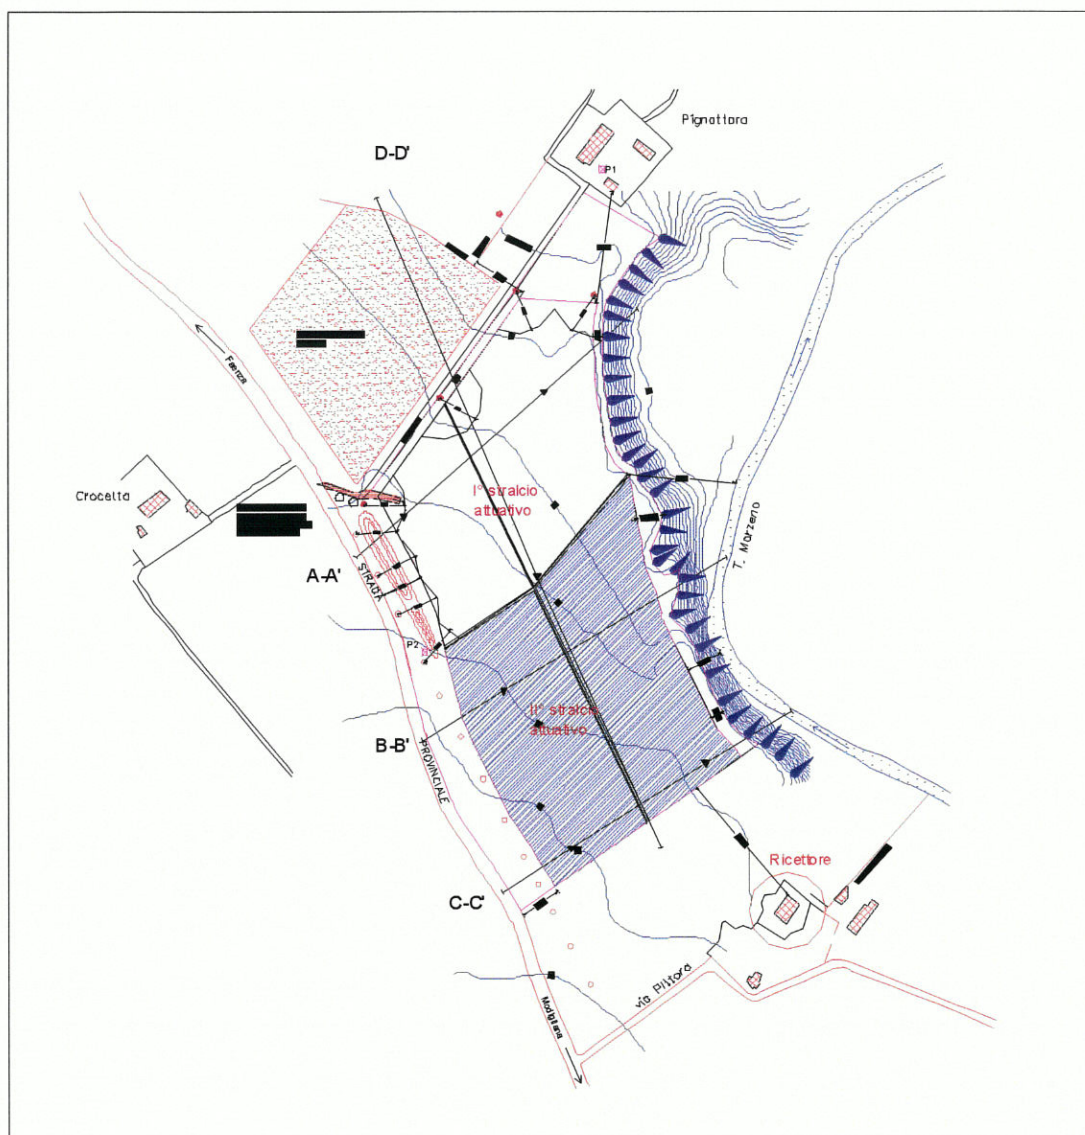 Pignattara
D-D'
P1
Faenza
Crocetta
I° stralcio
attuativo
T. Marzeno
A-A'
STRADA
P2
II° stralcio
attuativo
B-B'
PROVINCIALE
Ricettore
C-C'
via Pittora
Modigliana